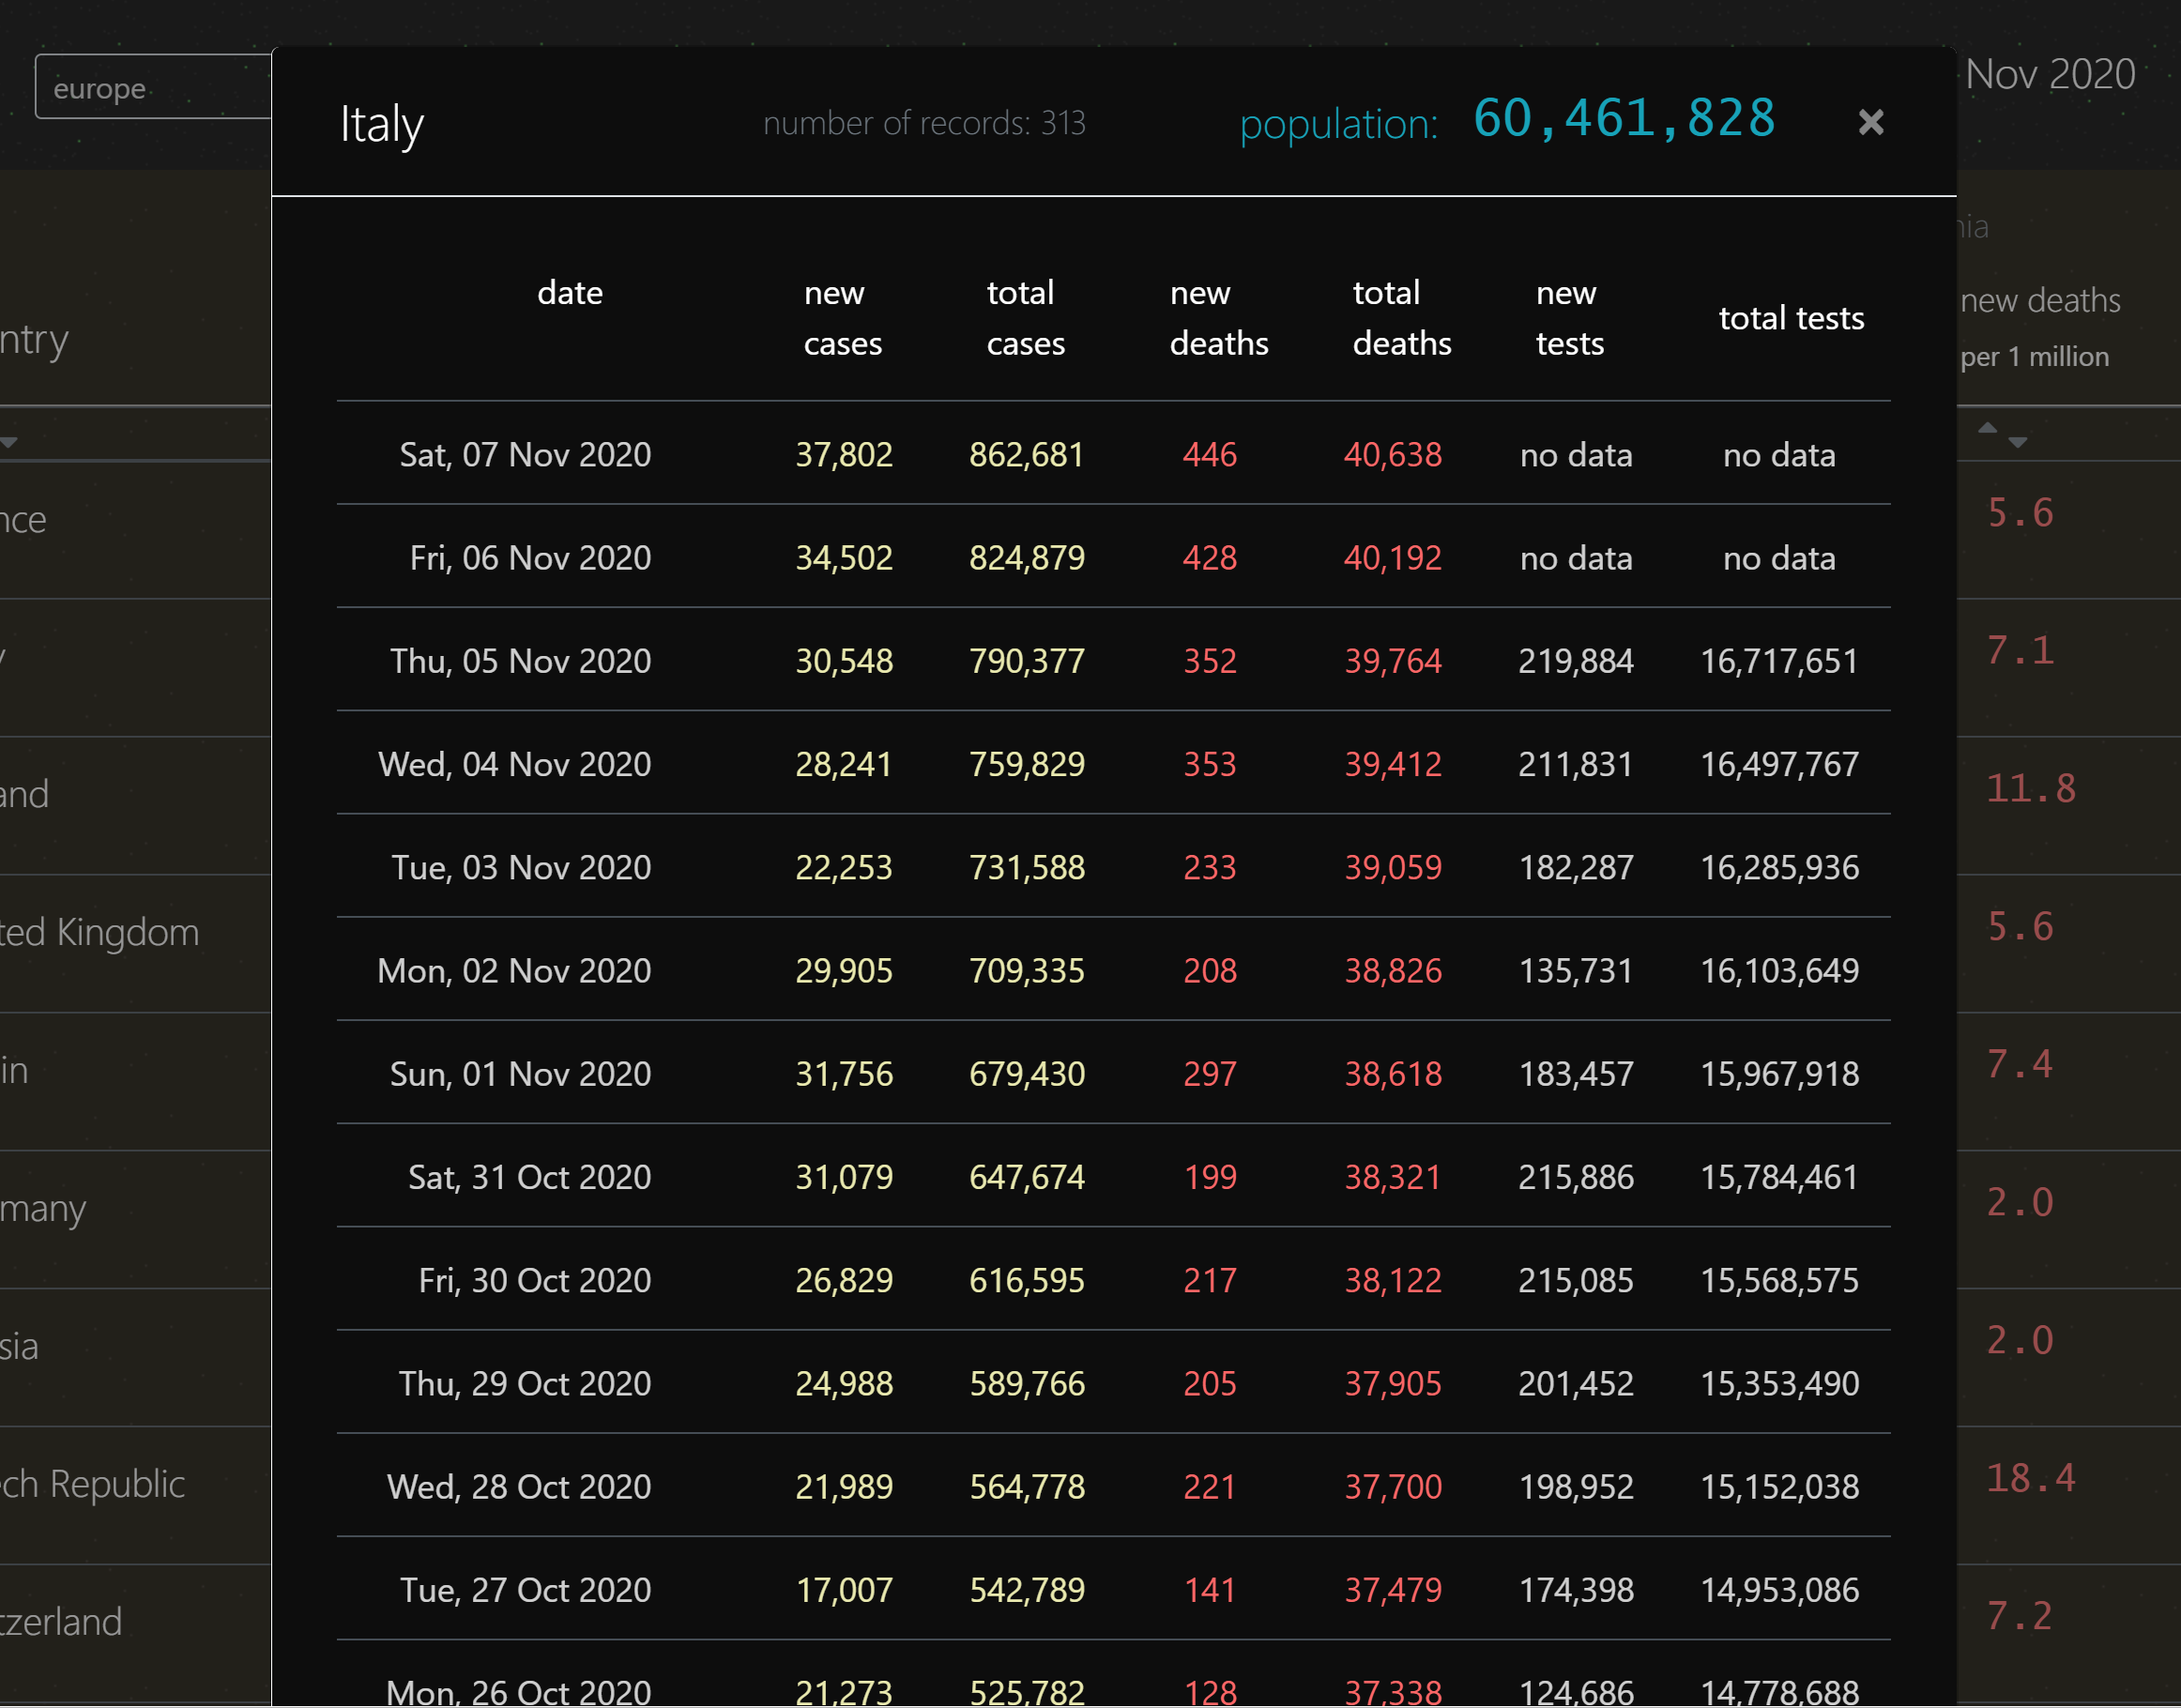 europe
Italy number of records: 313 population: 60,461,828
Nov 2020
date new cases total cases new deaths total deaths new tests total tests
new deaths
per 1 million
Sat, 07 Nov 2020 37,802 862,681 446 40,638 no data no data
5.6
Fri, 06 Nov 2020 34,502 824,879 428 40,192 no data no data
Thu, 05 Nov 2020 30,548 790,377 352 39,764 219,884 16,717,651
7.1
Wed, 04 Nov 2020 28,241 759,829 353 39,412 211,831 16,497,767
11.8
Tue, 03 Nov 2020 22,253 731,588 233 39,059 182,287 16,285,936
ted Kingdom
5.6
Mon, 02 Nov 2020 29,905 709,335 208 38,826 135,731 16,103,649
Sun, 01 Nov 2020 31,756 679,430 297 38,618 183,457 15,967,918
7.4
Sat, 31 Oct 2020 31,079 647,674 199 38,321 215,886 15,784,461
many
2.0
Fri, 30 Oct 2020 26,829 616,595 217 38,122 215,085 15,568,575
sia
2.0
Thu, 29 Oct 2020 24,988 589,766 205 37,905 201,452 15,353,490
ch Republic
18.4
Wed, 28 Oct 2020 21,989 564,778 221 37,700 198,952 15,152,038
Tue, 27 Oct 2020 17,007 542,789 141 37,479 174,398 14,953,086
tzerland
7.2
Mon, 26 Oct 2020 21,273 525,782 128 37,338 124,686 14,778,688